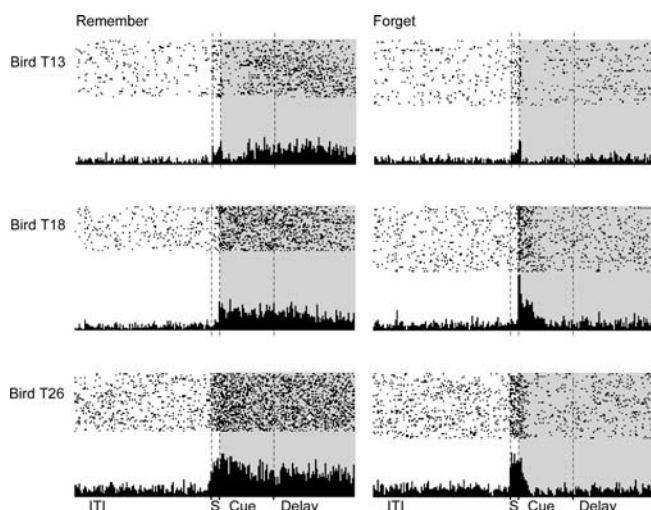 Remember Forget
Bird T13
Bird T18
Bird T26
ITI S Cue Delay ITI S Cue Delay